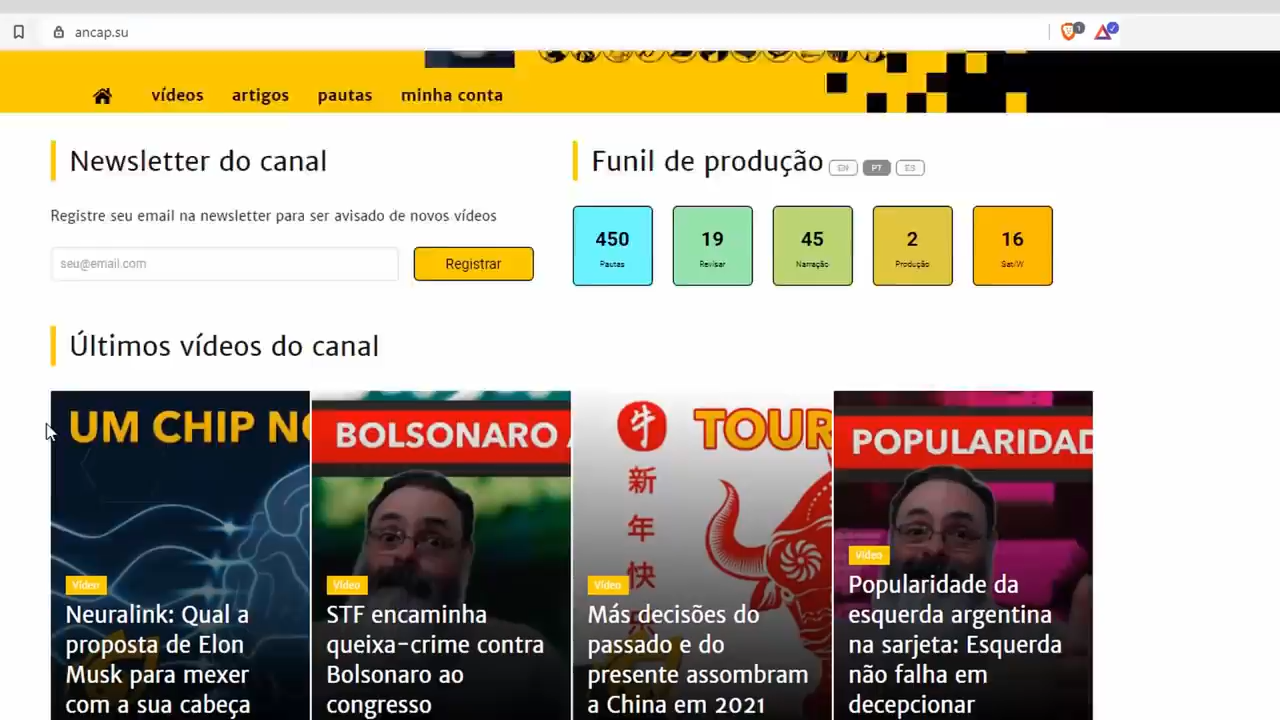 ancap.su
vídeos artigos pautas minha conta
Newsletter do canal
Registre seu email na newsletter para ser avisado de novos vídeos
seu@email.com
Registrar
Funil de produção EN PT ES
450 19 45 2 16
Pautas Revisar Narração Produção Sat/W
Últimos vídeos do canal
UM CHIP NO
Vídeo
Neuralink: Qual a
proposta de Elon
Musk para mexer
com a sua cabeça
BOLSONARO
Vídeo
STF encaminha
queixa-crime contra
Bolsonaro ao
congresso
牛
新
年
快
TOUR
Vídeo
Más decisões do
passado e do
presente assombram
a China em 2021
POPULARIDAD
Vídeo
Popularidade da
esquerda argentina
na sarjeta: Esquerda
não falha em
decepcionar